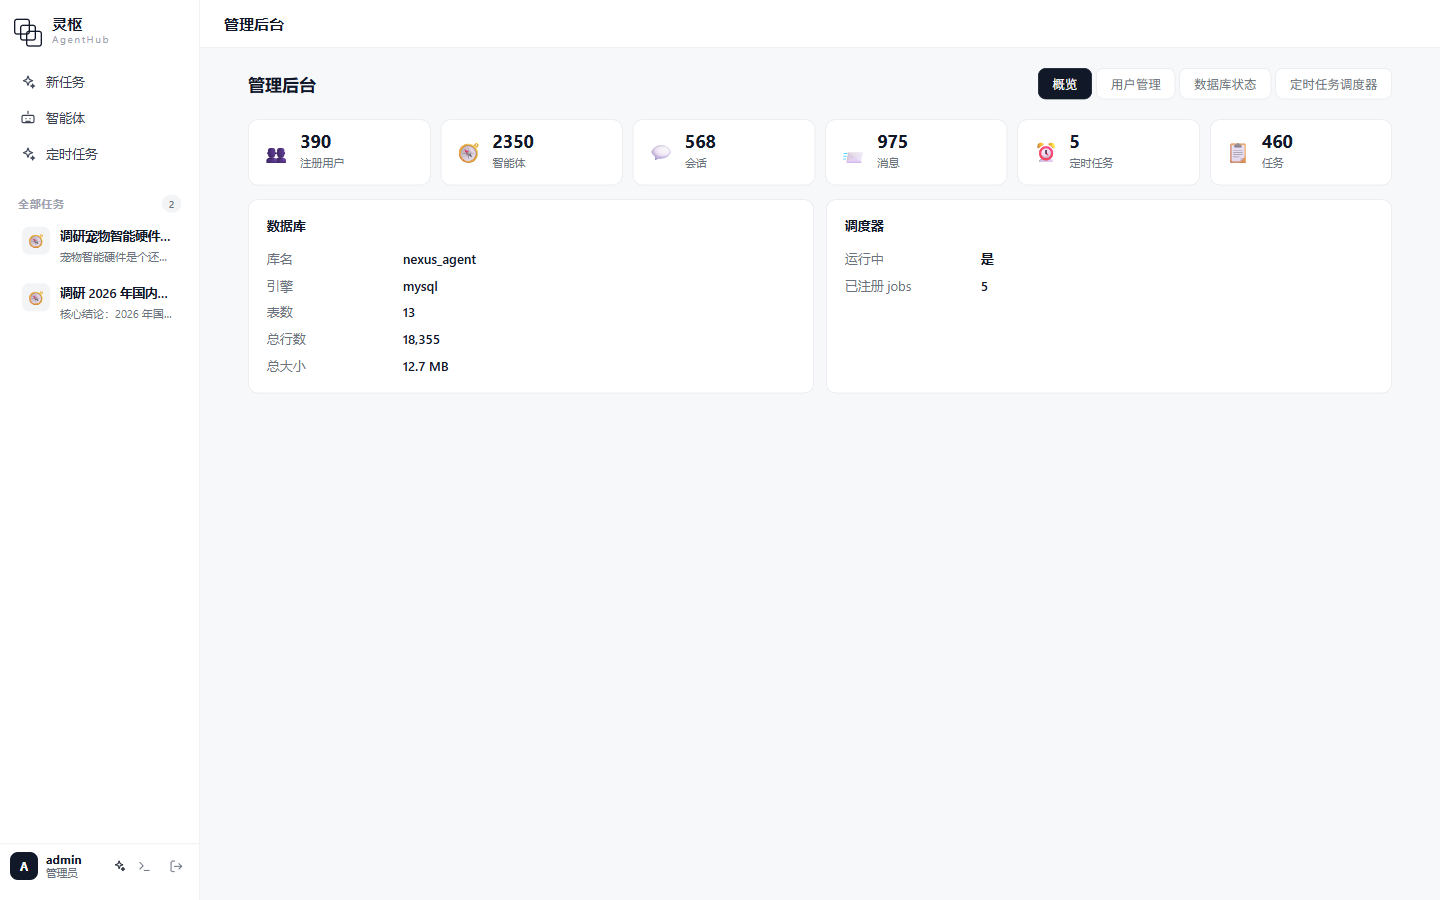 灵枢
AgentHub
新任务
智能体
定时任务
全部任务 2
调研宠物智能硬件...
宠物智能硬件是个还...
调研 2026 年国内...
核心结论：2026 年国...
A
admin
管理员
管理后台
管理后台
概览 用户管理 数据库状态 定时任务调度器
390
注册用户
2350
智能体
568
会话
975
消息
5
定时任务
460
任务
数据库
库名 nexus_agent
引擎 mysql
表数 13
总行数 18,355
总大小 12.7 MB
调度器
运行中 是
已注册 jobs 5